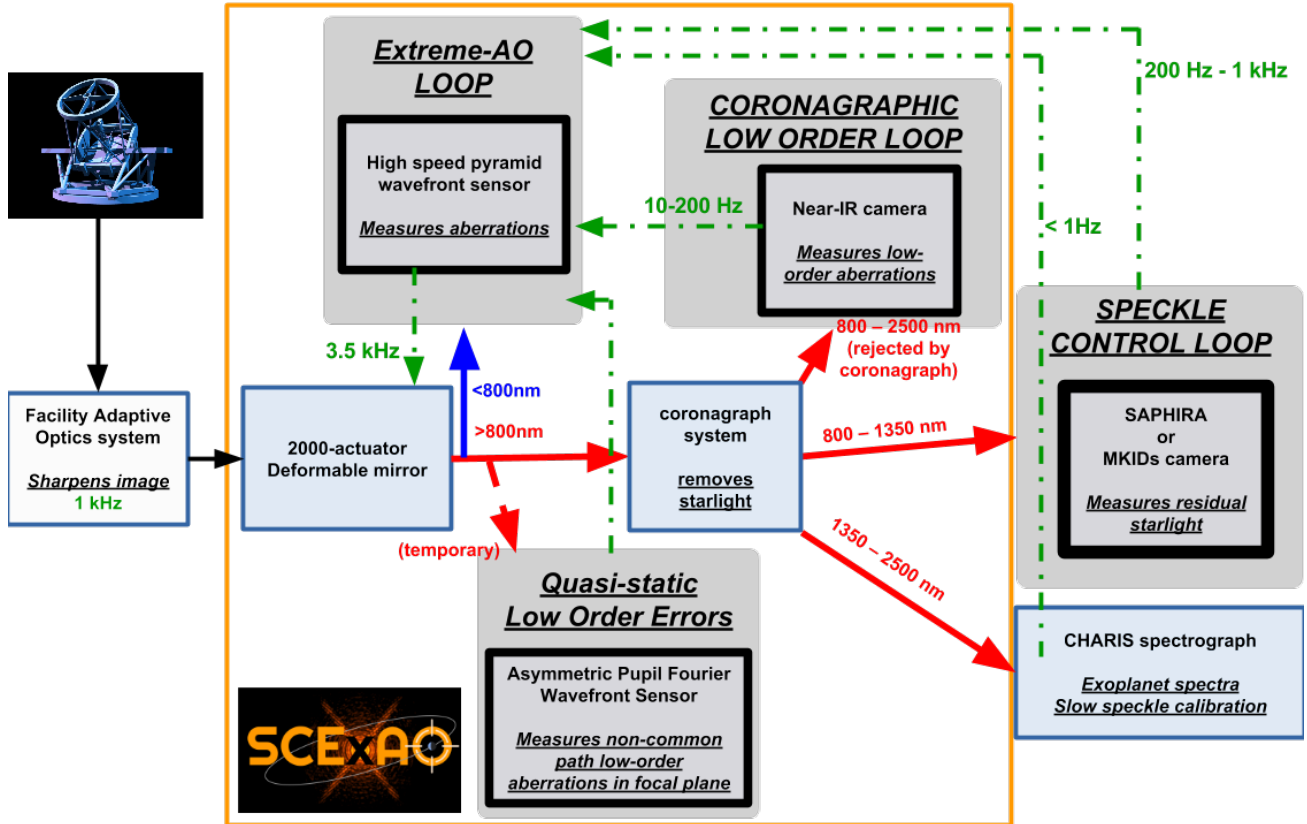 Extreme-AO
LOOP
High speed pyramid
wavefront sensor
Measures aberrations
CORONAGRAPHIC
LOW ORDER LOOP
Near-IR camera
Measures low-
order aberrations
10-200 Hz
200 Hz - 1 kHz
< 1Hz
SPECKLE
CONTROL LOOP
SAPHIRA
or
MKIDs camera
Measures residual
starlight
3.5 kHz
<800nm
>800nm
800 – 2500 nm
(rejected by
coronagraph)
Facility Adaptive
Optics system
Sharpens image
1 kHz
2000-actuator
Deformable mirror
coronagraph
system
removes
starlight
800 – 1350 nm
1350 – 2500 nm
(temporary)
Quasi-static
Low Order Errors
Asymmetric Pupil Fourier
Wavefront Sensor
Measures non-common
path low-order
aberrations in focal plane
CHARIS spectrograph
Exoplanet spectra
Slow speckle calibration
SCExAO